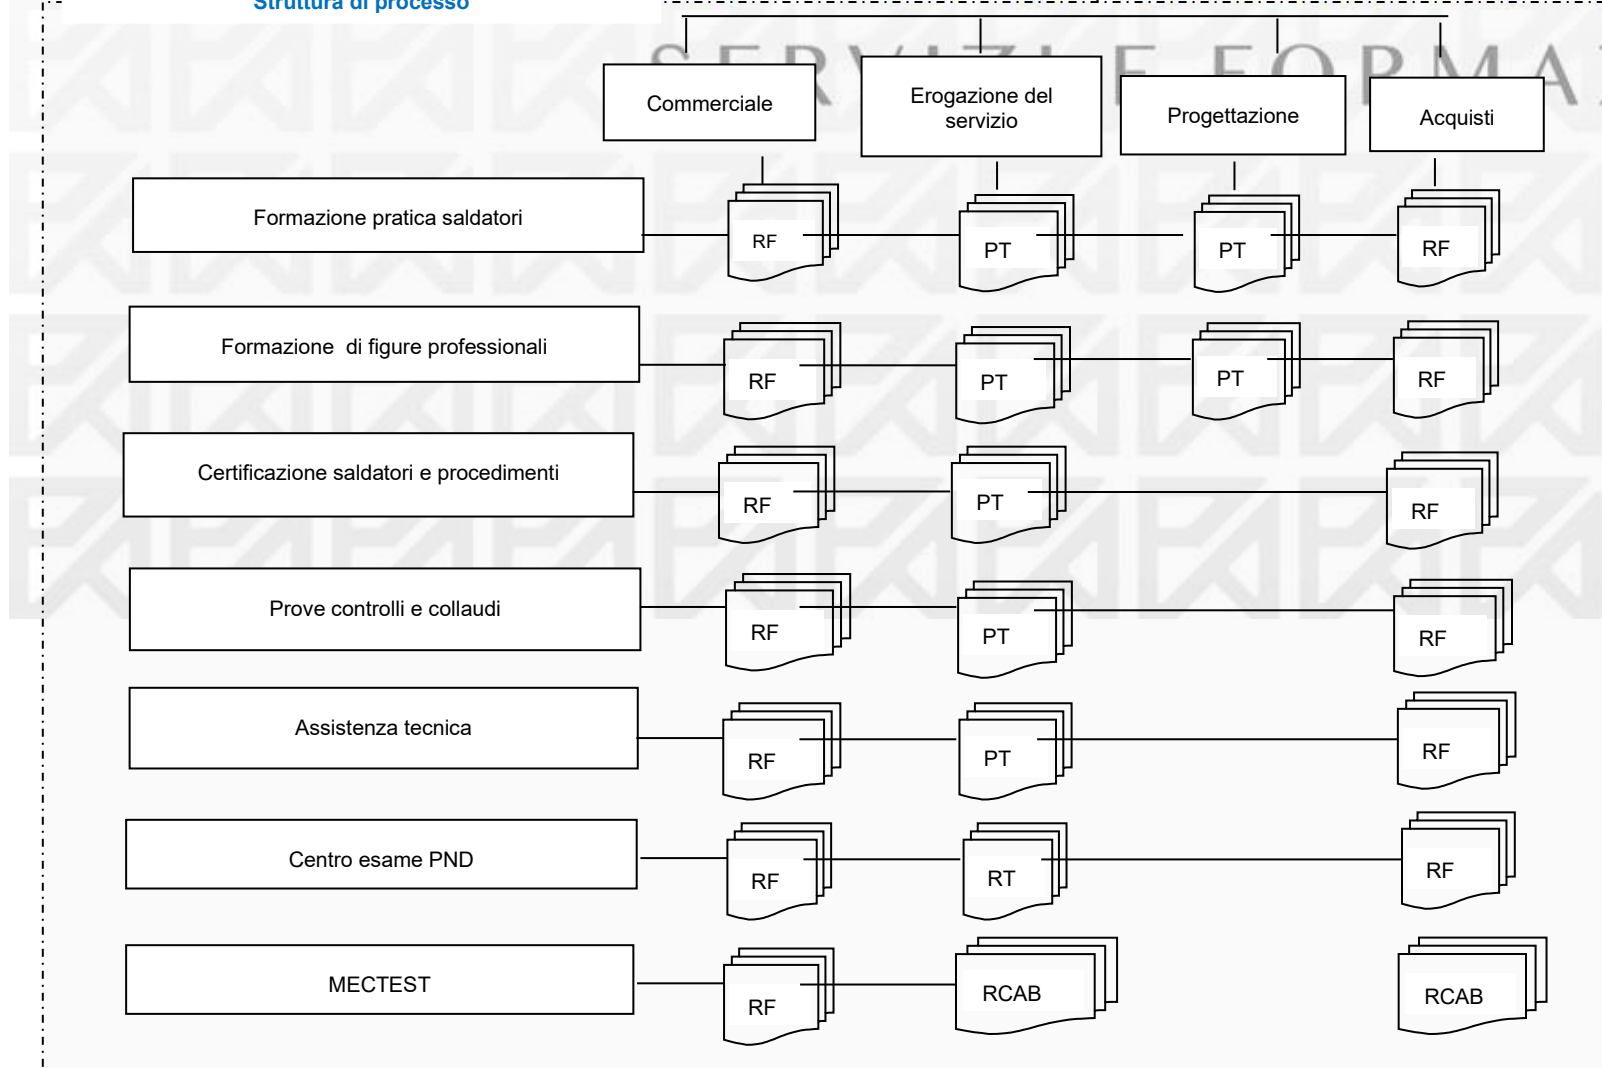 Struttura di processo
SERVIZI E FORMA
Commerciale
Erogazione del
servizio
Progettazione
Acquisti
Formazione pratica saldatori
RF
PT
PT
RF
Formazione  di figure professionali
RF
PT
PT
RF
Certificazione saldatori e procedimenti
RF
PT
RF
Prove controlli e collaudi
RF
PT
RF
Assistenza tecnica
RF
PT
RF
Centro esame PND
RF
RT
RF
MECTEST
RF
RCAB
RCAB